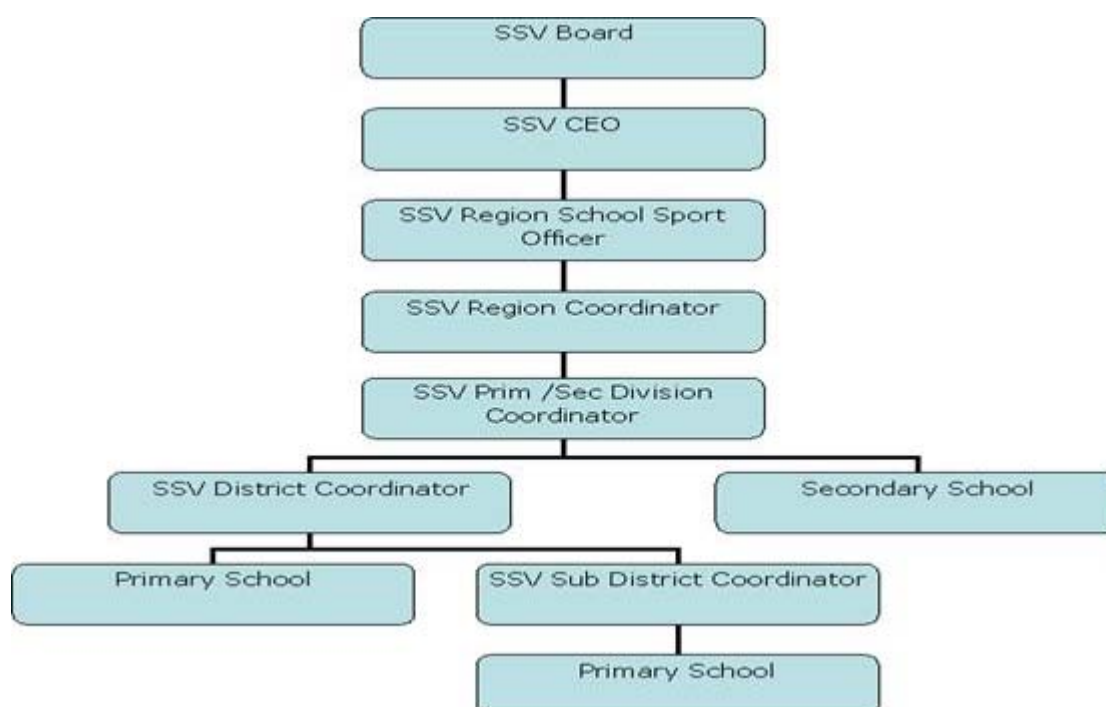 SSV Board
SSV CEO
SSV Region School Sport
Officer
SSV Region Coordinator
SSV Prim /Sec Division
Coordinator
SSV District Coordinator
Secondary School
Primary School
SSV Sub District Coordinator
Primary School